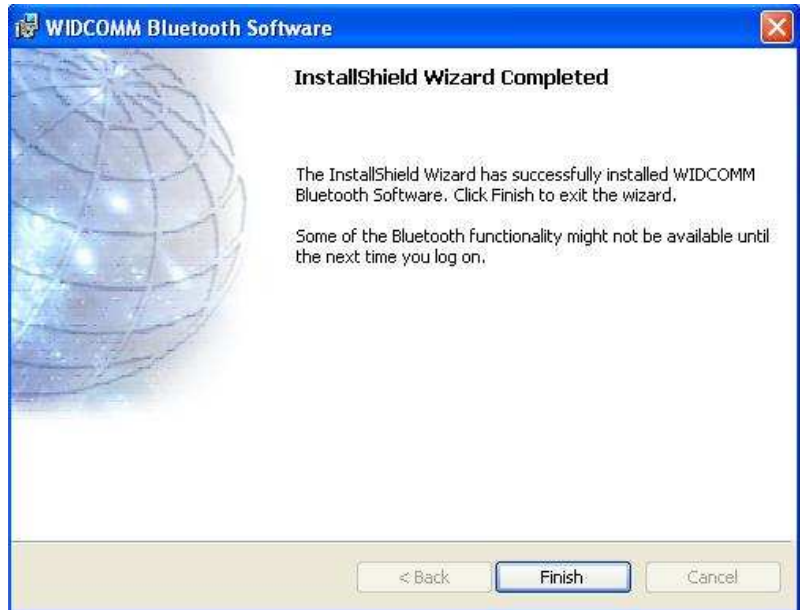 WIDCOMM Bluetooth Software
InstallShield Wizard Completed
The InstallShield Wizard has successfully installed WIDCOMM
Bluetooth Software. Click Finish to exit the wizard.
Some of the Bluetooth functionality might not be available until
the next time you log on.
< Back
Finish
Cancel